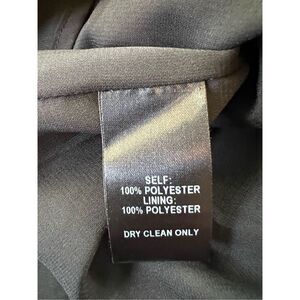 SELF:
100% POLYESTER
LINING:
100% POLYESTER
DRY CLEAN ONLY